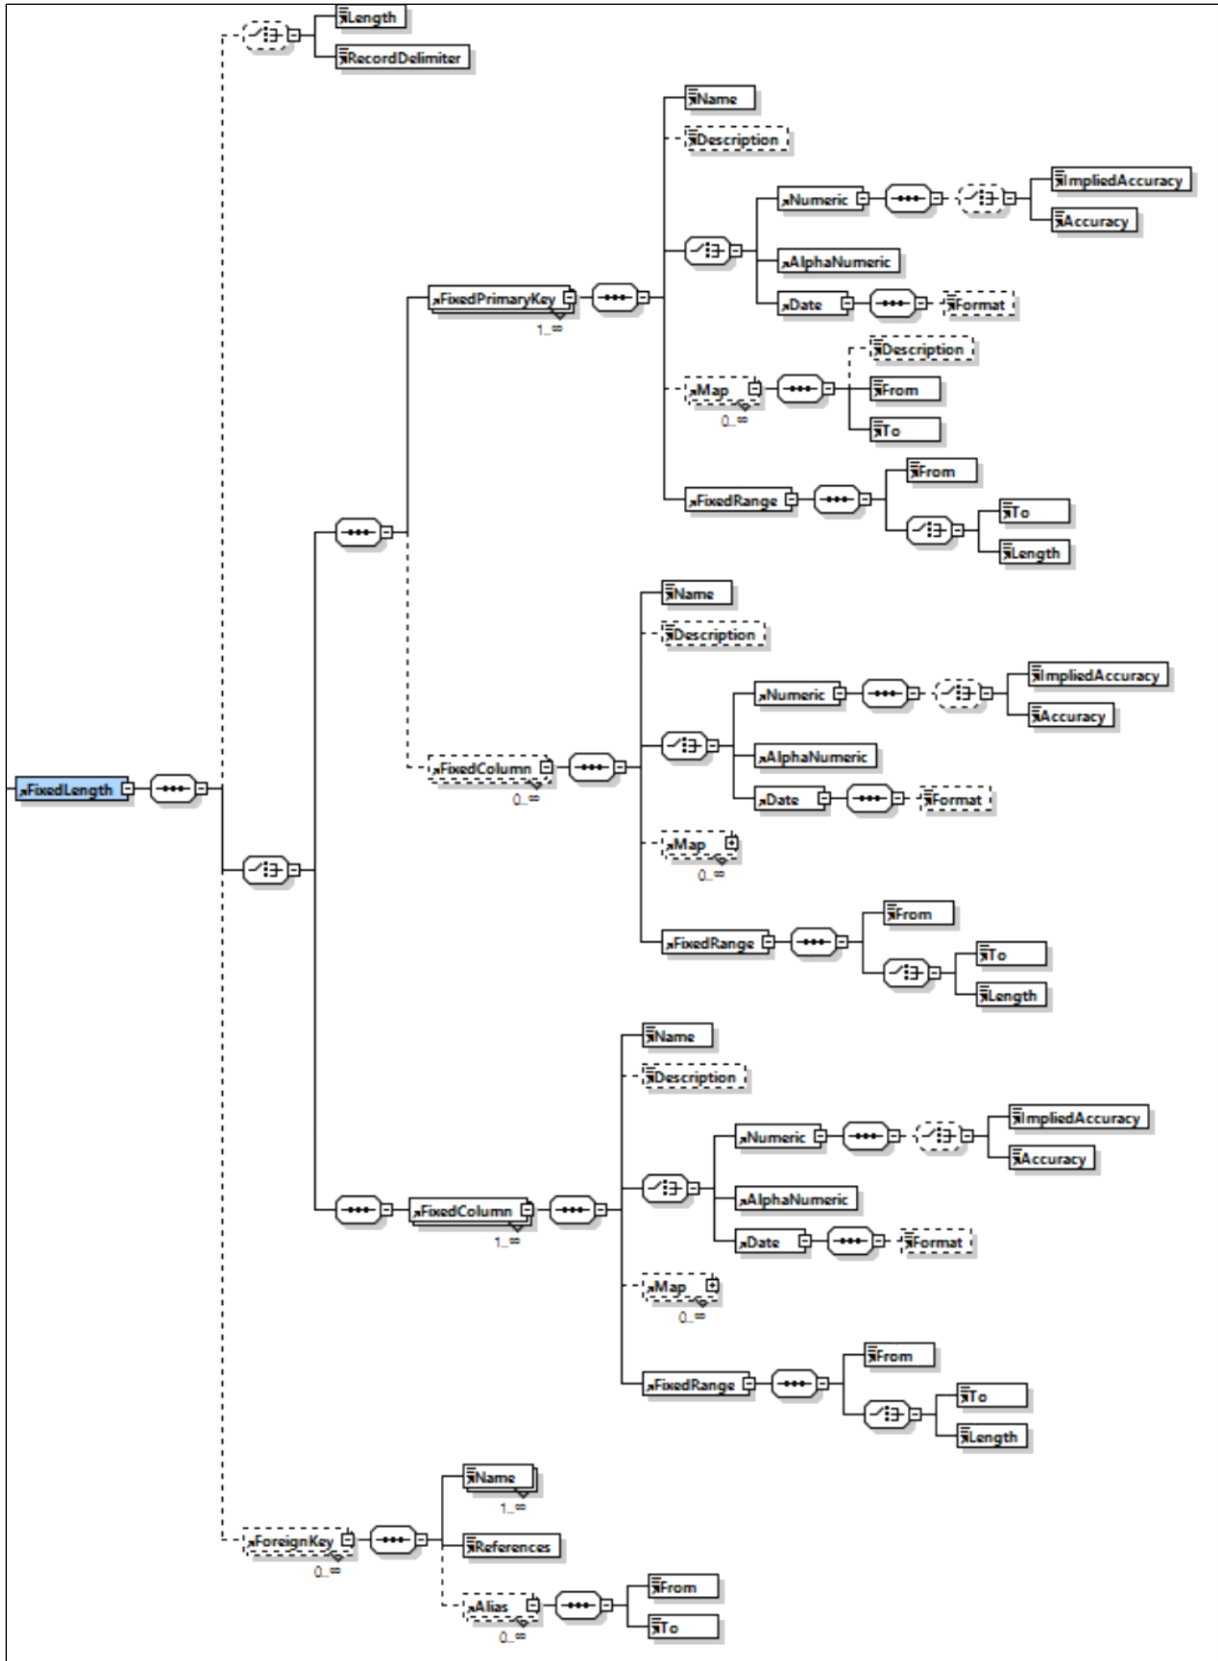 Length
RecordDelimiter
Name
Description
ImpliedAccuracy
Numeric
Accuracy
AlphaNumeric
FixedPrimaryKey
1..∞
Date
Format
Description
Map
0..∞
From
To
From
FixedRange
To
Length
Name
Description
ImpliedAccuracy
Numeric
Accuracy
AlphaNumeric
FixedColumn
0..∞
Date
Format
FixedLength
Map
0..∞
From
FixedRange
To
Length
Name
Description
ImpliedAccuracy
Numeric
Accuracy
AlphaNumeric
FixedColumn
1..∞
Date
Format
Map
0..∞
From
FixedRange
To
Length
Name
1..∞
ForeignKey
0..∞
References
From
Alias
0..∞
To